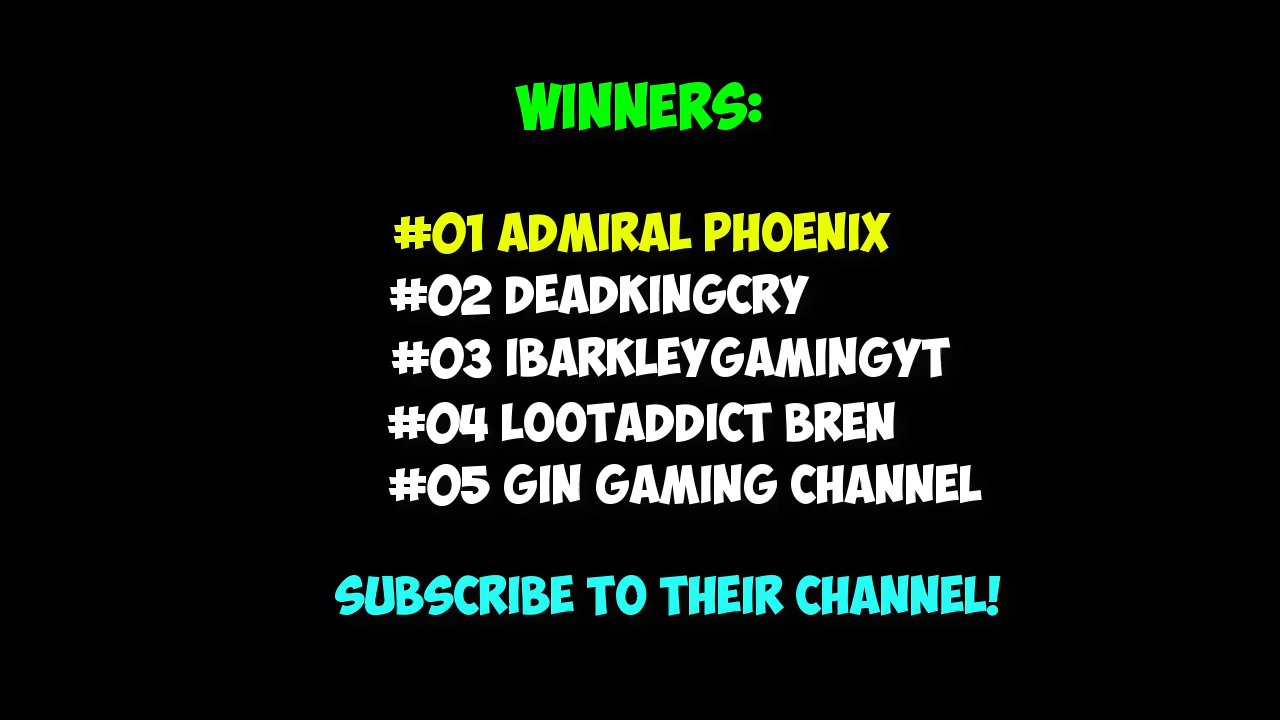 WINNERS:
#01 ADMIRAL PHOENIX
#02 DEADKINGCRY
#03 IBARKLEYGAMINGYT
#04 LOOTADDICT BREN
#05 GIN GAMING CHANNEL
SUBSCRIBE TO THEIR CHANNEL!